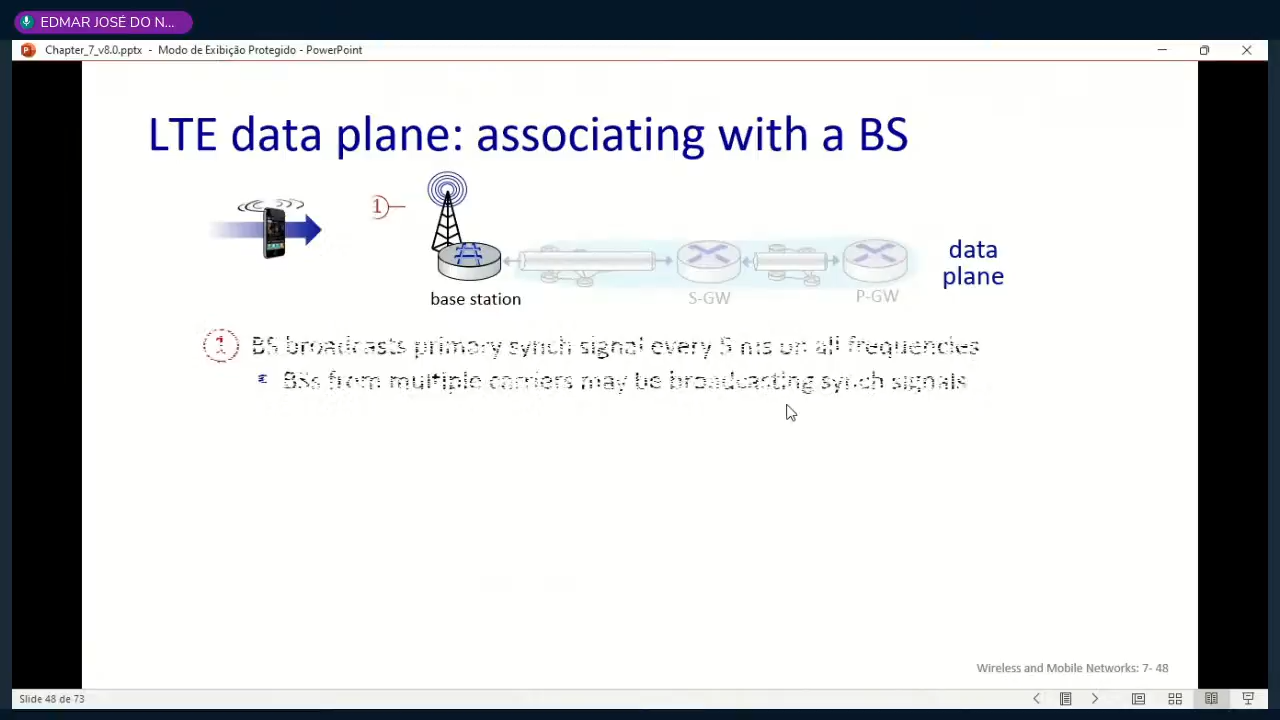 EDMAR JOSÉ DO N...
Chapter_7_v8.0.pptx - Modo de Exibição Protegido - PowerPoint
LTE data plane: associating with a BS
1
data
plane
base station
S-GW
P-GW
1 BS broadcasts primary synch signal every 5 ms on all frequencies
BSs from multiple carriers may be broadcasting synch signals
Wireless and Mobile Networks: 7- 48
Slide 48 de 73